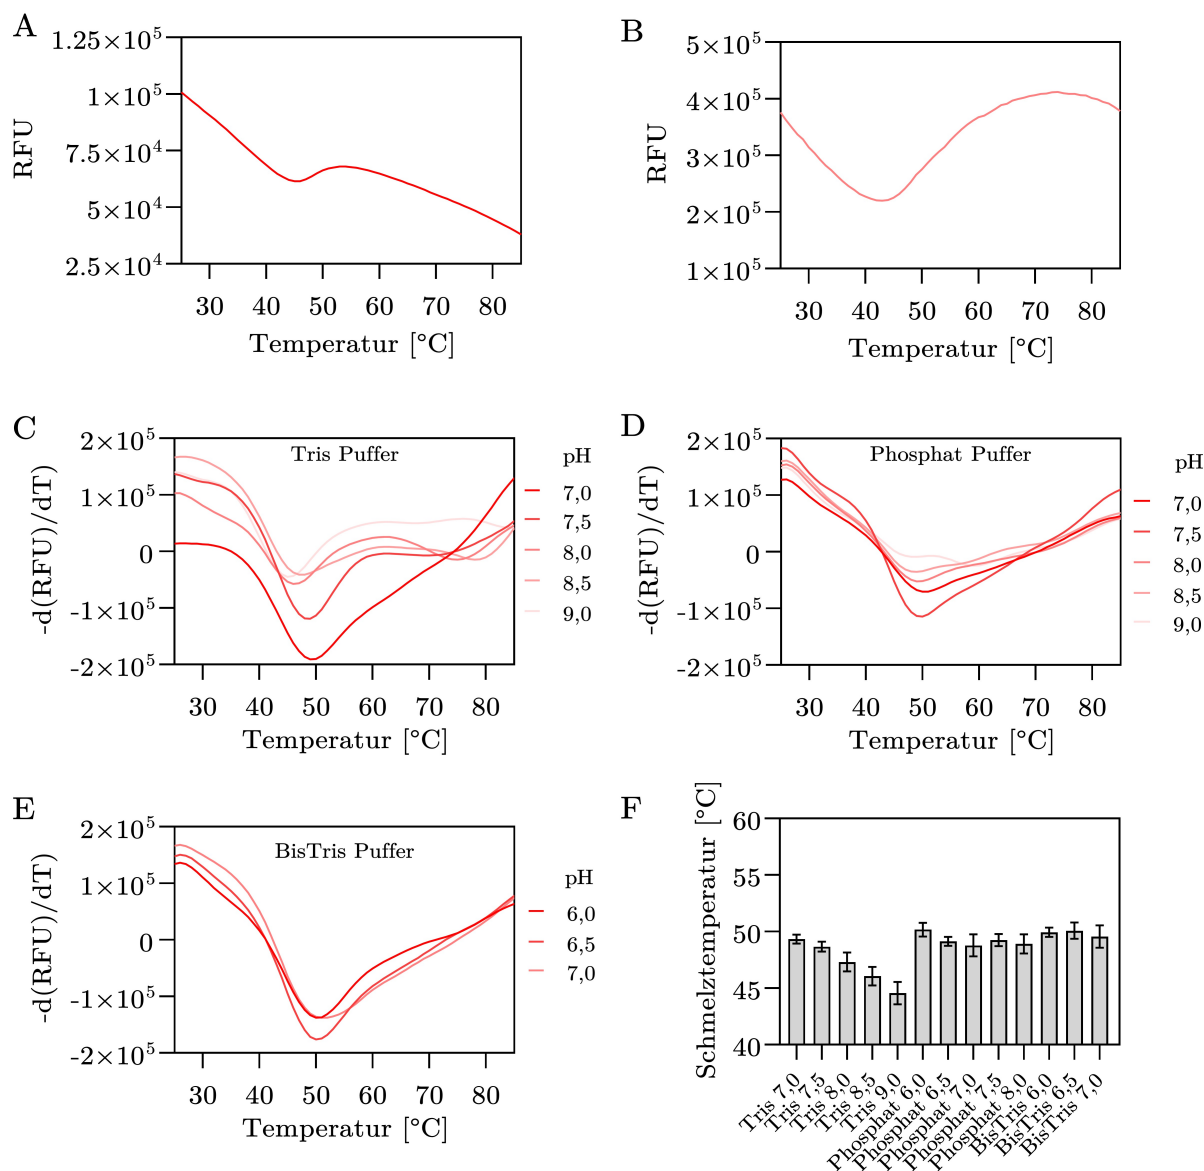 A
1.25×10⁵
1×10⁵
7.5×10⁴
5×10⁴
2.5×10⁴
RFU
30 40 50 60 70 80
Temperatur [°C]
B
5×10⁵
4×10⁵
3×10⁵
2×10⁵
1×10⁵
RFU
30 40 50 60 70 80
Temperatur [°C]
C
2×10⁵
1×10⁵
0
-1×10⁵
-2×10⁵
-d(RFU)/dT)
Tris Puffer
30 40 50 60 70 80
Temperatur [°C]
pH
7,0
7,5
8,0
8,5
9,0
D
2×10⁵
1×10⁵
0
-1×10⁵
-2×10⁵
-d(RFU)/dT)
Phosphat Puffer
30 40 50 60 70 80
Temperatur [°C]
pH
7,0
7,5
8,0
8,5
9,0
E
2×10⁵
1×10⁵
0
-1×10⁵
-2×10⁵
-d(RFU)/dT)
BisTris Puffer
30 40 50 60 70 80
Temperatur [°C]
pH
6,0
6,5
7,0
F
60
55
50
45
40
Schmelztemperatur [°C]
Tris 7,0
Tris 7,5
Tris 8,0
Tris 8,5
Tris 9,0
Phosphat 6,0
Phosphat 6,5
Phosphat 7,0
Phosphat 7,5
Phosphat 8,0
BisTris 6,0
BisTris 6,5
BisTris 7,0